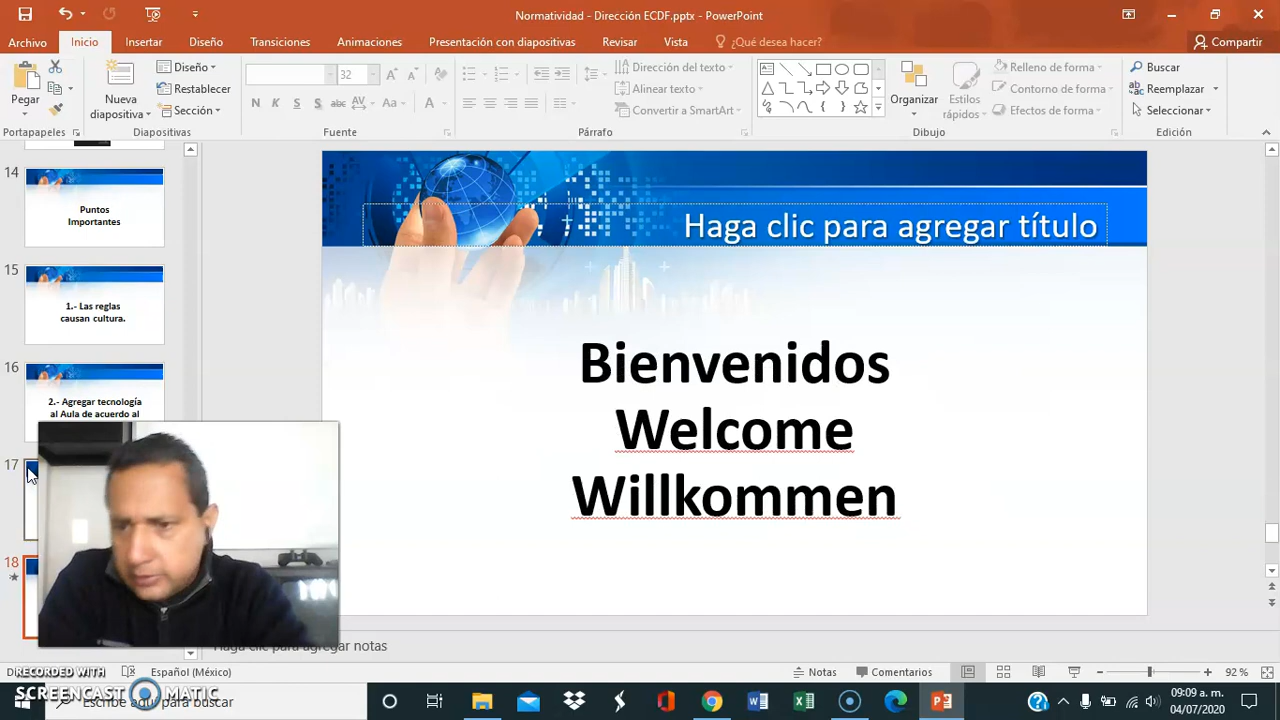 Normatividad - Dirección ECDF.pptx - PowerPoint
Archivo Inicio Insertar Diseño Transiciones Animaciones Presentación con diapositivas Revisar Vista ¿Qué desea hacer? Compartir
Pegar
Nueva diapositiva
Diseño
Restablecer
Sección
32
N K S S abc AV Aa A
Dirección del texto
Alinear texto
Convertir a SmartArt
Organizar
Estilos rápidos
Relleno de forma
Contorno de forma
Efectos de forma
Buscar
Reemplazar
Seleccionar
Portapapeles Diapositivas Fuente Párrafo Dibujo Edición
14
Puntos
Importantes
15
1.- Las reglas
causan cultura.
16
2.- Agregar tecnología
al Aula de acuerdo al
17
18
Haga clic para agregar título
Bienvenidos
Welcome
Willkommen
Haga clic para agregar notas
Español (México) Notas Comentarios 92 %
RECORDED WITH
SCREENCAST MATIC
Escribe aquí para buscar
09:09 a. m.
04/07/2020